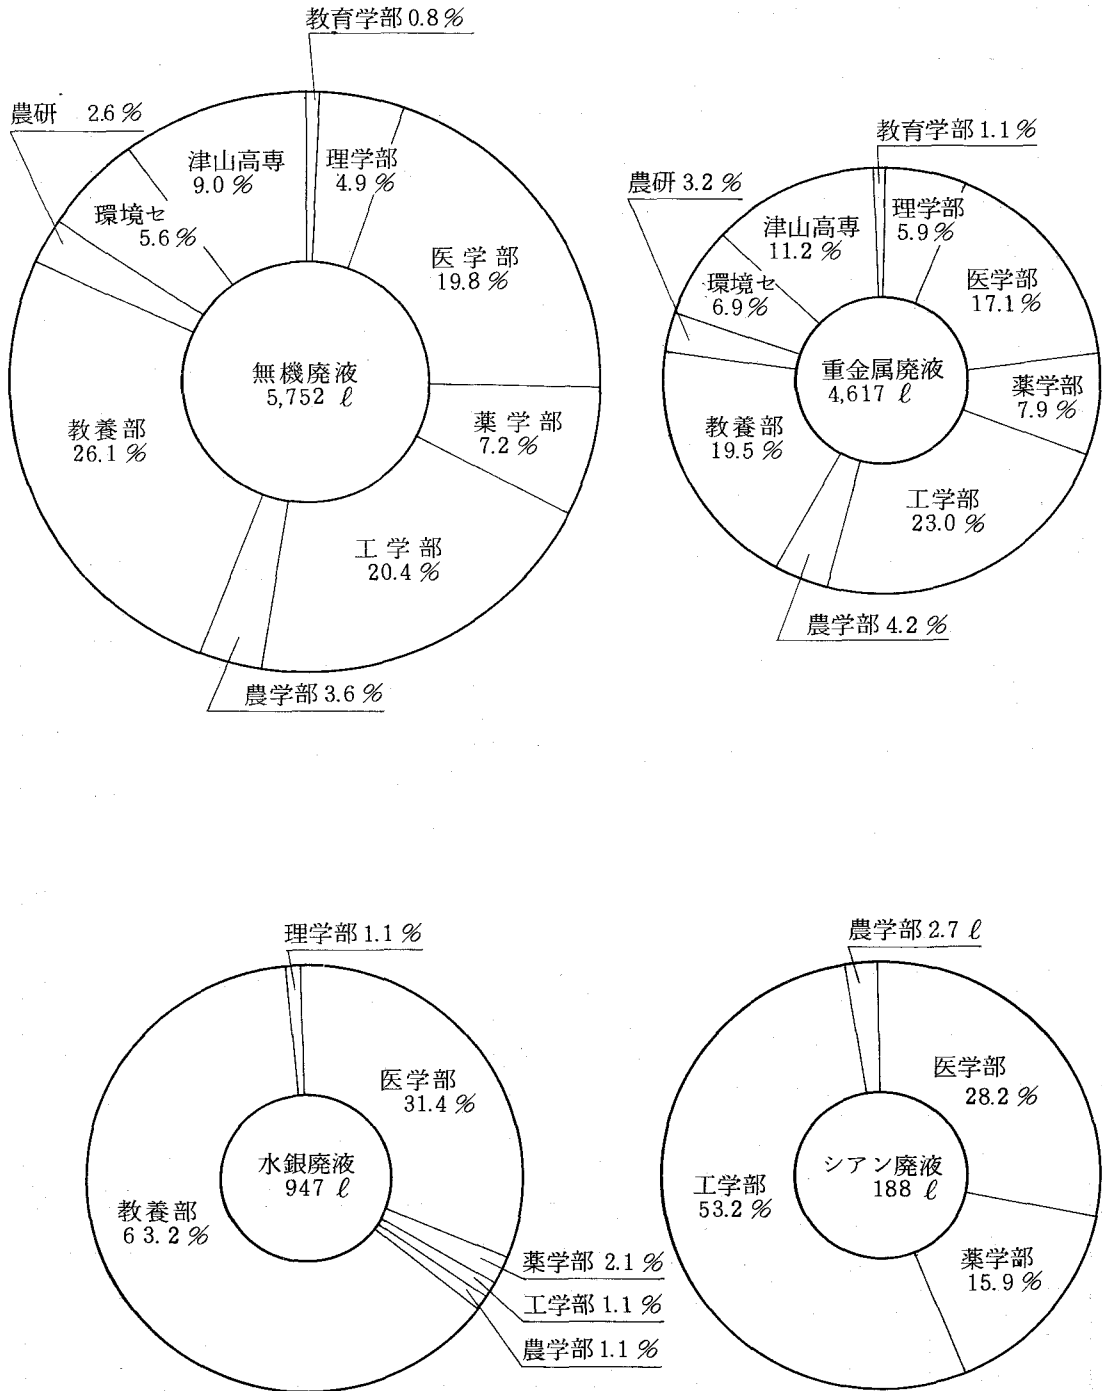 教育学部 0.8 %
農研 2.6 %
津山高専
9.0 %
理学部
4.9 %
環境セ
5.6 %
医学部
19.8 %
無機廃液
5,752 ℓ
薬学部
7.2 %
教養部
26.1 %
工学部
20.4 %
農学部 3.6 %
教育学部 1.1 %
農研 3.2 %
津山高専
11.2 %
理学部
5.9 %
環境セ
6.9 %
医学部
17.1 %
重金属廃液
4,617 ℓ
薬学部
7.9 %
教養部
19.5 %
工学部
23.0 %
農学部 4.2 %
理学部 1.1 %
医学部
31.4 %
水銀廃液
947 ℓ
教養部
63.2 %
薬学部 2.1 %
工学部 1.1 %
農学部 1.1 %
農学部 2.7 ℓ
医学部
28.2 %
シアン廃液
188 ℓ
工学部
53.2 %
薬学部
15.9 %